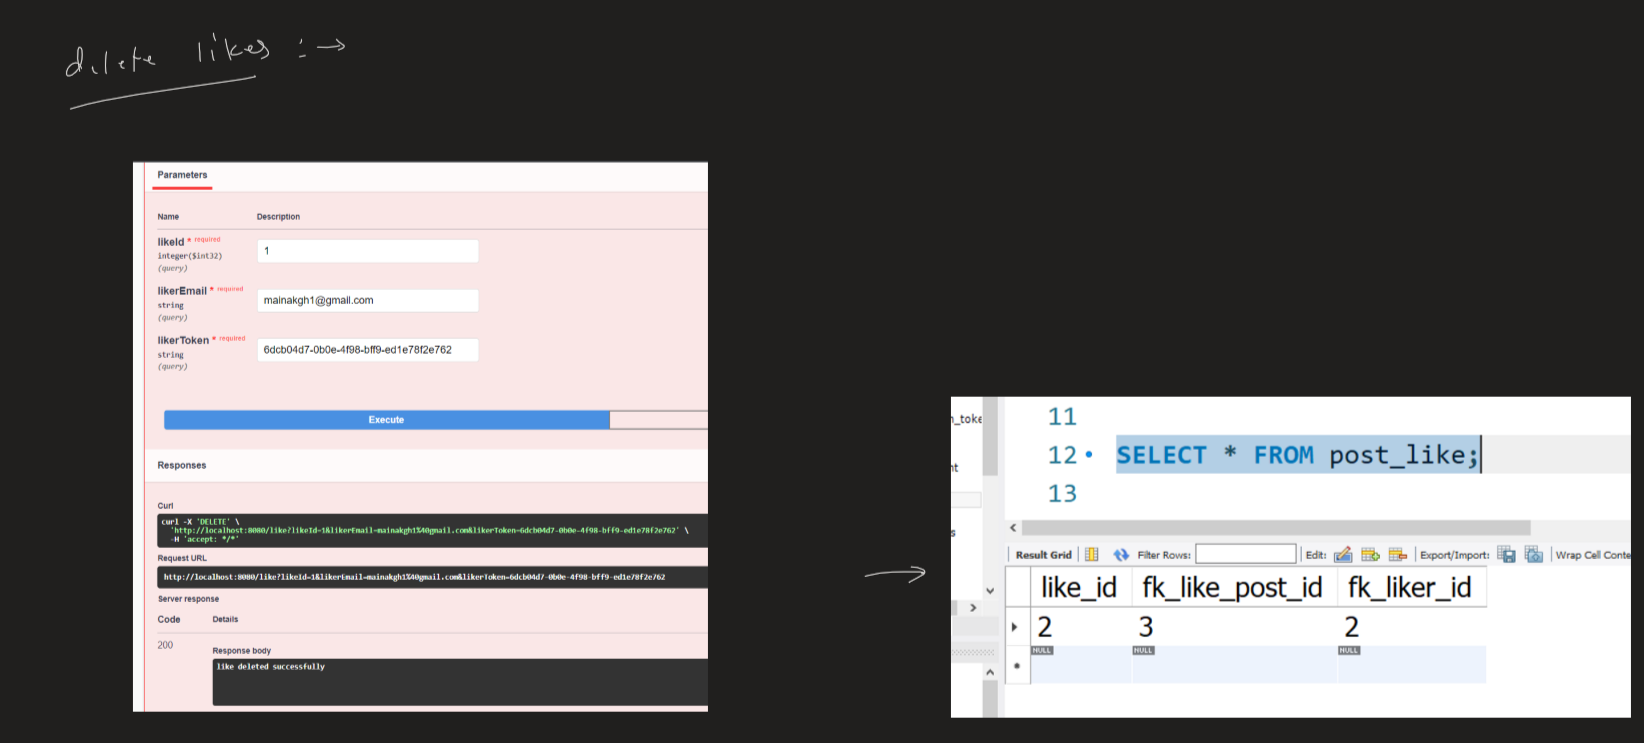 delete likes :→
Parameters
Name Description
likeId * required
integer($int32)
(query)
1
likerEmail * required
string
(query)
mainakgh1@gmail.com
likerToken * required
string
(query)
6dcb04d7-0b0e-4f98-bff9-ed1e78f2e762
Execute
Responses
Curl
curl -X 'DELETE' \
'http://localhost:8080/like?likeId=1&likerEmail=mainakgh1%40gmail.com&likerToken=6dcb04d7-0b0e-4f98-bff9-ed1e78f2e762' \
-H 'accept: */*'
Request URL
http://localhost:8080/like?likeId=1&likerEmail=mainakgh1%40gmail.com&likerToken=6dcb04d7-0b0e-4f98-bff9-ed1e78f2e762
Server response
Code Details
200
Response body
like deleted successfully
n_toke
nt
s
11
12 • SELECT * FROM post_like;
13
Result Grid Filter Rows: Edit: Export/Import: Wrap Cell Conte
like_id fk_like_post_id fk_liker_id
2 3 2
NULL NULL NULL